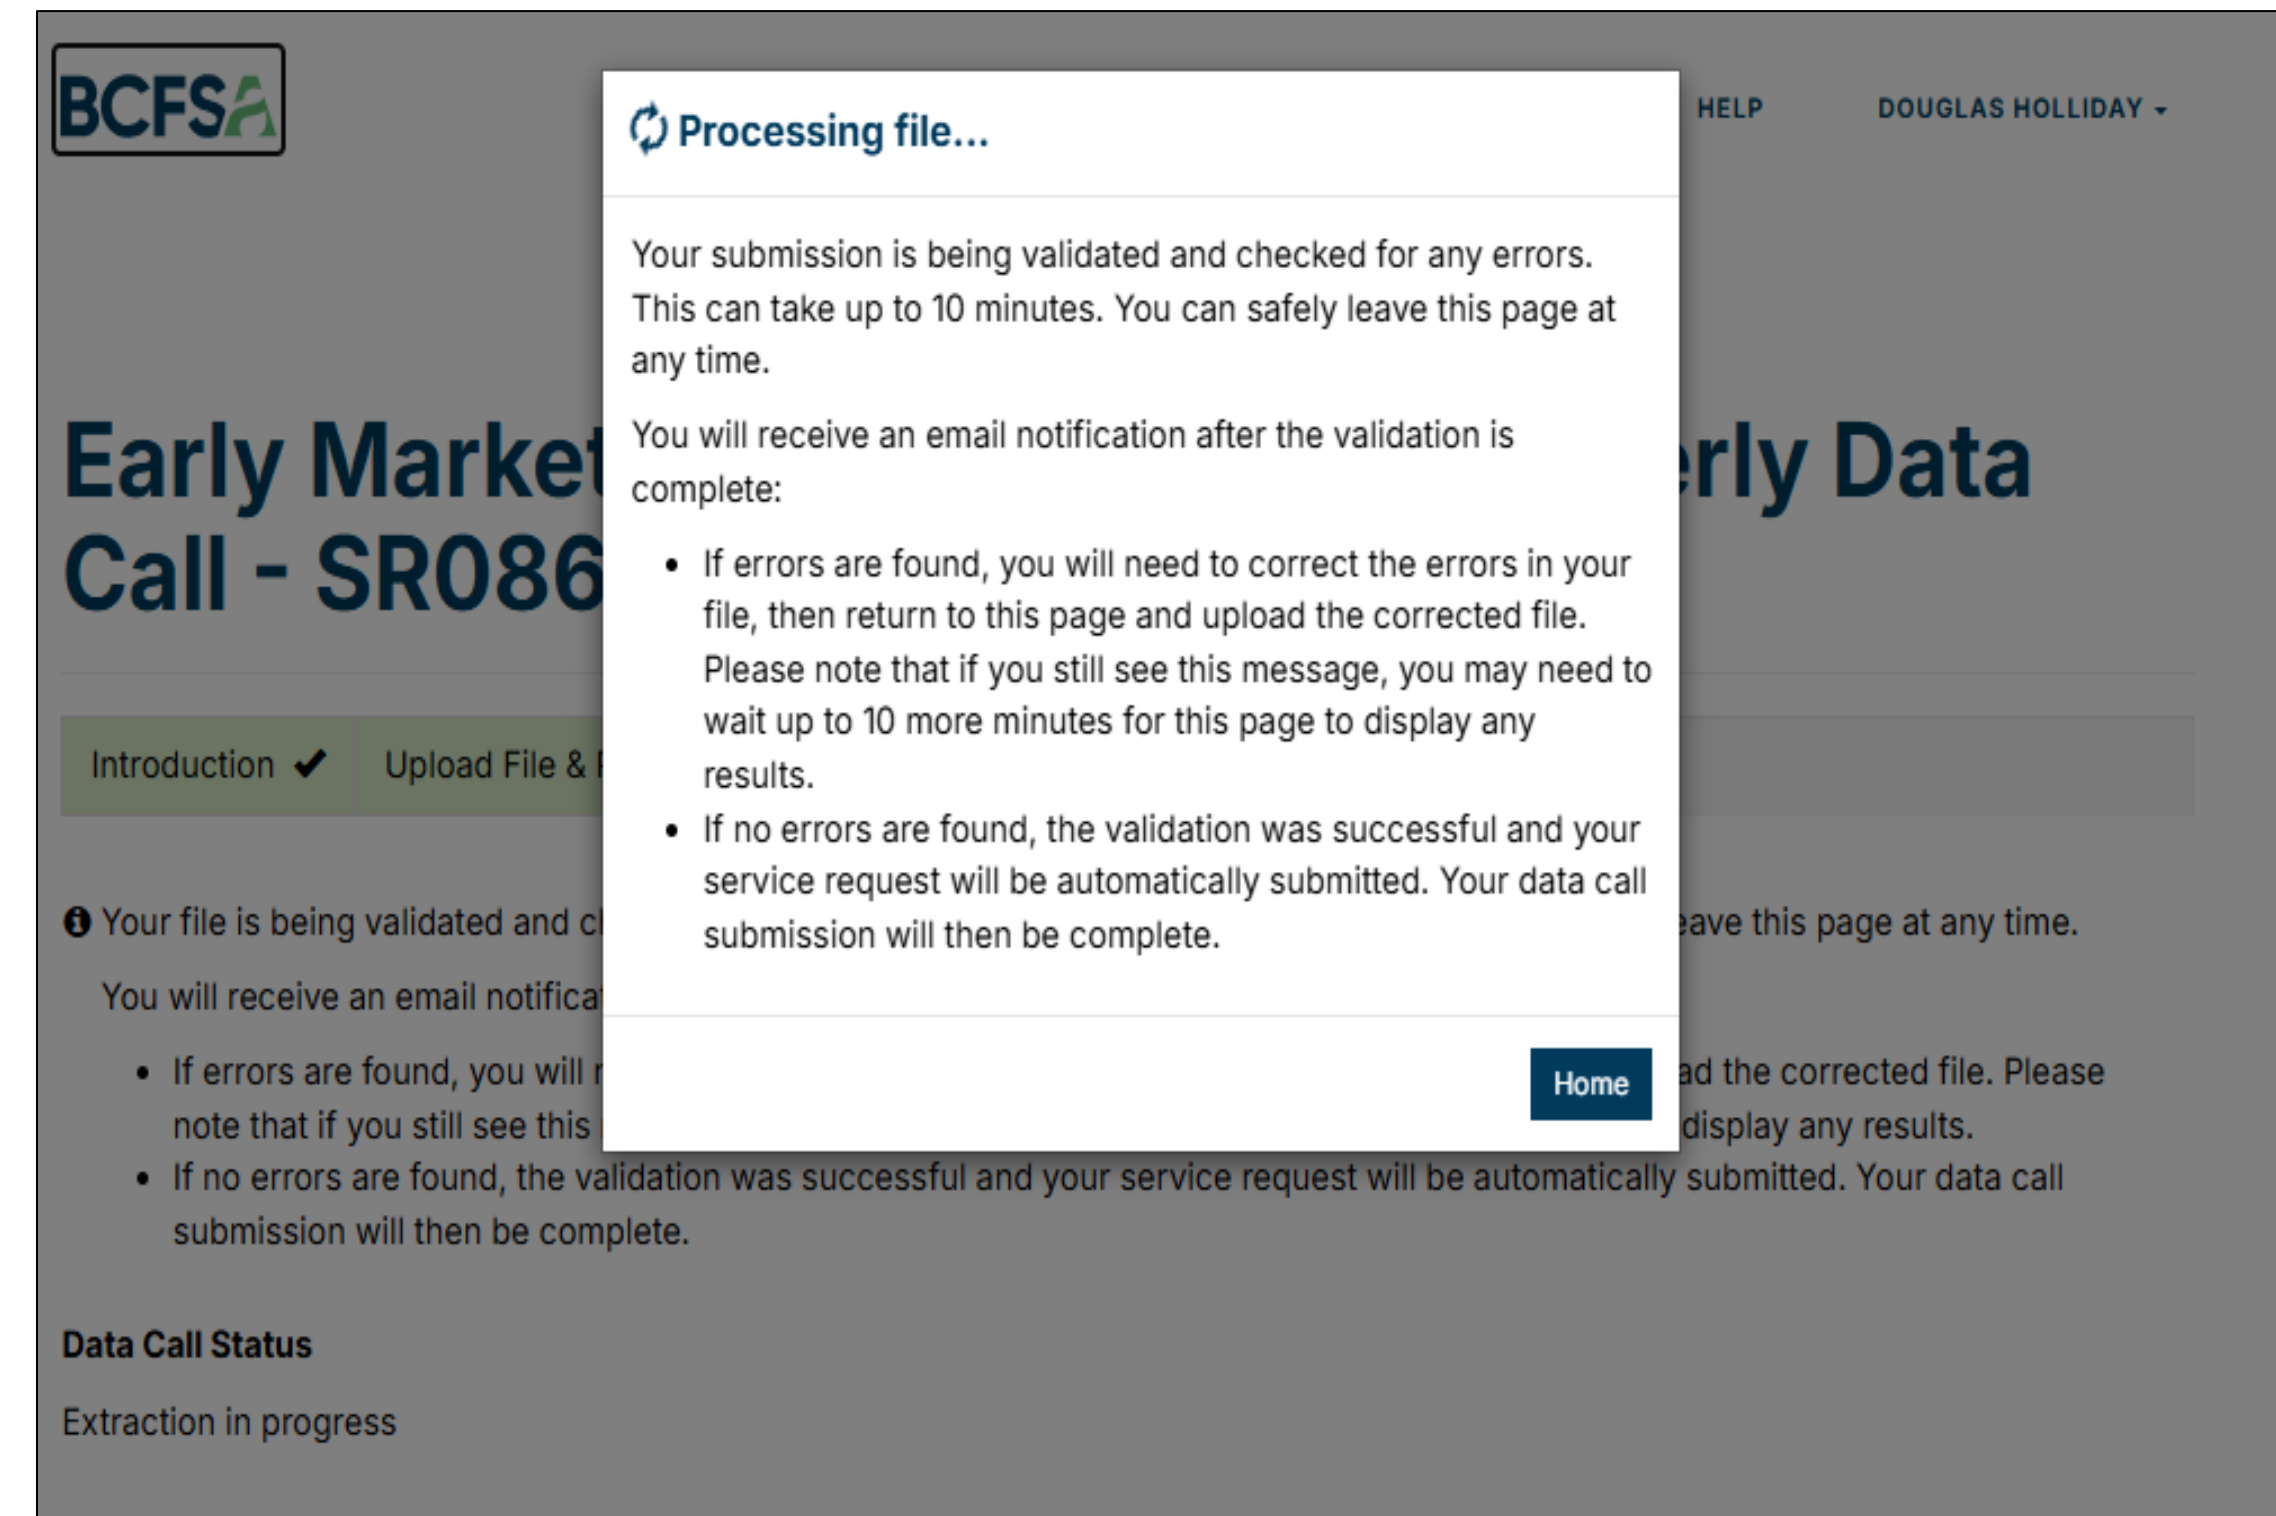 BCFSA
HELP
DOUGLAS HOLLIDAY
Processing file...
Your submission is being validated and checked for any errors.
This can take up to 10 minutes. You can safely leave this page at
any time.
You will receive an email notification after the validation is
complete:
If errors are found, you will need to correct the errors in your
file, then return to this page and upload the corrected file.
Please note that if you still see this message, you may need to
wait up to 10 more minutes for this page to display any
results.
If no errors are found, the validation was successful and your
service request will be automatically submitted. Your data call
submission will then be complete.
Home
Early Market erly Data
Call - SR086
Introduction
Upload File &
Your file is being validated and eave this page at any time.
You will receive an email notifica
If errors are found, you will ad the corrected file. Please
note that if you still see this display any results.
If no errors are found, the validation was successful and your service request will be automatically submitted. Your data call
submission will then be complete.
Data Call Status
Extraction in progress